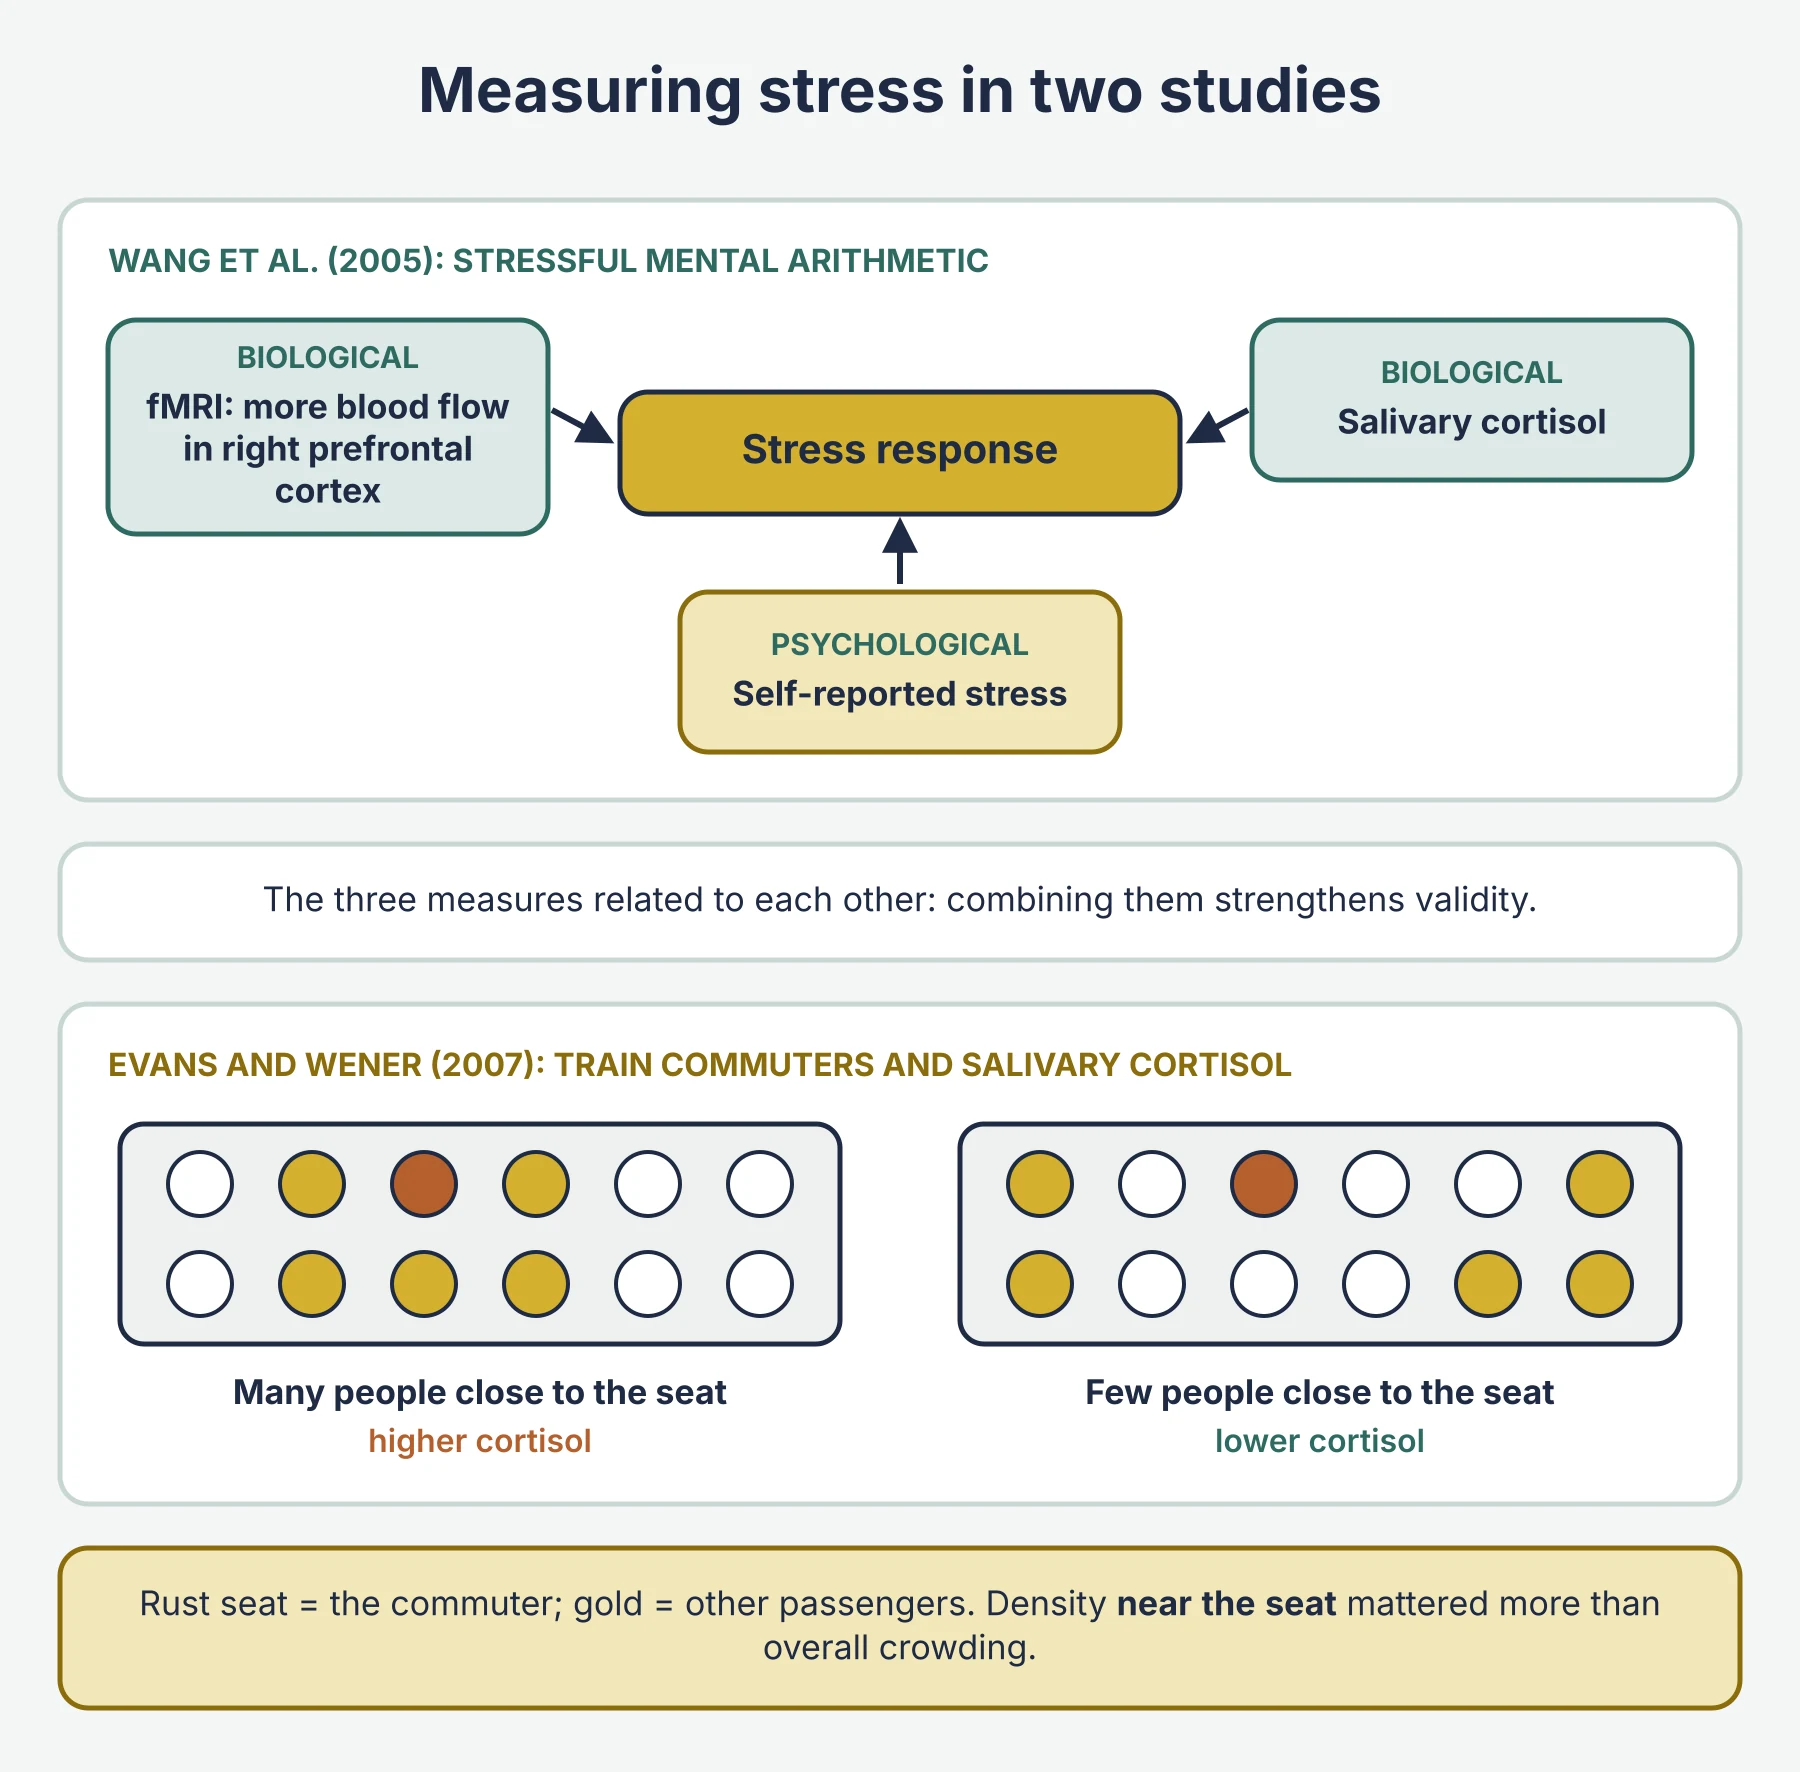 Measuring stress in two studies
WANG ET AL. (2005): STRESSFUL MENTAL ARITHMETIC
BIOLOGICAL
fMRI: more blood flow
in right prefrontal
cortex
Stress response
BIOLOGICAL
Salivary cortisol
PSYCHOLOGICAL
Self-reported stress
The three measures related to each other: combining them strengthens validity.
EVANS AND WENER (2007): TRAIN COMMUTERS AND SALIVARY CORTISOL
Many people close to the seat
higher cortisol
Few people close to the seat
lower cortisol
Rust seat = the commuter; gold = other passengers. Density near the seat mattered more than
overall crowding.